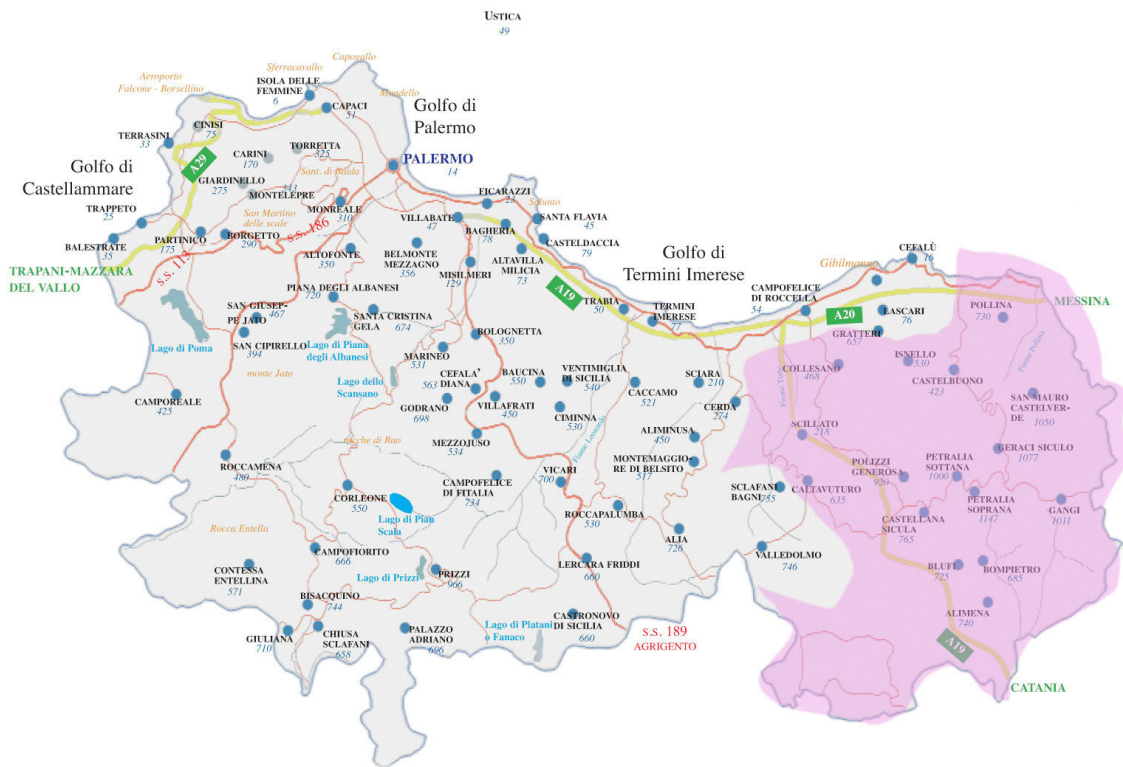 USTICA
49
Capogallo
Sferracavallo
Aeroporto
Falcone - Borsellino
ISOLA DELLE
FEMMINE
6
Mondello
CAPACI
51
Golfo di
Palermo
CINISI
75
TERRASINI
33
TORRETTA
325
CARINI
170
A29
PALERMO
14
Golfo di
Castellammare
Sant. di Baida
GIARDINELLO
275
343
MONTELEPRE
MONREALE
310
FICARAZZI
23
Solunto
TRAPPETO
25
San Martino
delle scale
s.s. 186
VILLABATE
47
BAGHERIA
78
SANTA FLAVIA
45
PARTINICO
175
BORGETTO
290
BALESTRATE
35
CASTELDACCIA
79
ALTOFONTE
350
BELMONTE
MEZZAGNO
356
ALTAVILLA
MILICIA
73
Golfo di
Termini Imerese
CEFALÙ
16
Gibilmanna
TRAPANI-MAZZARA
DEL VALLO
s.s. 113
MISILMERI
129
PIANA DEGLI ALBANESI
720
A19
CAMPOFELICE
DI ROCCELLA
54
MESSINA
POLLINA
730
TRABIA
50
TERMINI
IMERESE
77
A20
LASCARI
76
SAN GIUSEP-
PE JATO
467
SANTA CRISTINA
GELA
674
SAN CIPIRELLO
394
Lago di Poma
Lago di Piana
degli Albanesi
BOLOGNETTA
350
GRATTERI
657
Fiume Pollina
MARINEO
531
ISNELLO
530
COLLESANO
468
CASTELBUONO
423
monte Jato
Lago dello
Scansano
CEFALA'
DIANA
563
BAUCINA
550
VENTIMIGLIA
DI SICILIA
540
CACCAMO
521
SCIARA
210
Fiume Torto
CAMPOREALE
425
GODRANO
698
VILLAFRATI
450
CIMINNA
530
CERDA
274
SAN MAURO
CASTELVER-
DE
1050
SCILLATO
218
ALIMINUSA
450
MEZZOJUSO
534
Fiume Leonardo
GERACI SICULO
1077
MONTEMAGGIO-
RE DI BELSITO
517
ROCCAMENA
480
CAMPOFELICE
DI FITALIA
734
VICARI
700
POLIZZI
GENEROSA
920
PETRALIA
SOTTANA
1000
SCLAFANI
BAGNI
755
CALTAVUTURO
635
CORLEONE
550
PETRALIA
SOPRANA
1147
GANGI
1011
Lago di Pian
Scala
ROCCAPALUMBA
530
CASTELLANA
SICULA
765
Rocca Entella
ALIA
726
CAMPOFIORITO
666
VALLEDOLMO
746
LERCARA FRIDDI
660
CONTESSA
ENTELLINA
571
Lago di Prizzi
PRIZZI
966
BLUFI
725
BOMPIETRO
685
BISACQUINO
744
ALIMENA
740
CASTRONOVO
DI SICILIA
660
GIULIANA
710
CHIUSA
SCLAFANI
658
PALAZZO
ADRIANO
696
Lago di Platani
o Fanaco
s.s. 189
AGRIGENTO
A19
CATANIA